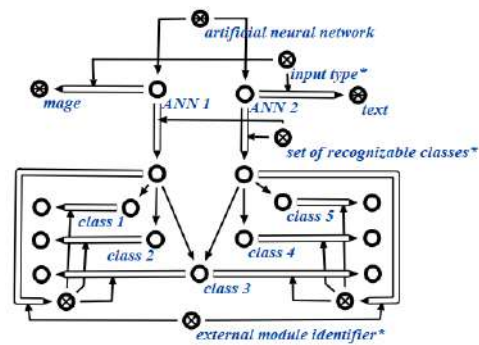 artificial neural network
input type*
mage
ANN 1
ANN 2
text
set of recognizable classes*
class 1
class 5
class 2
class 4
class 3
external module identifier*